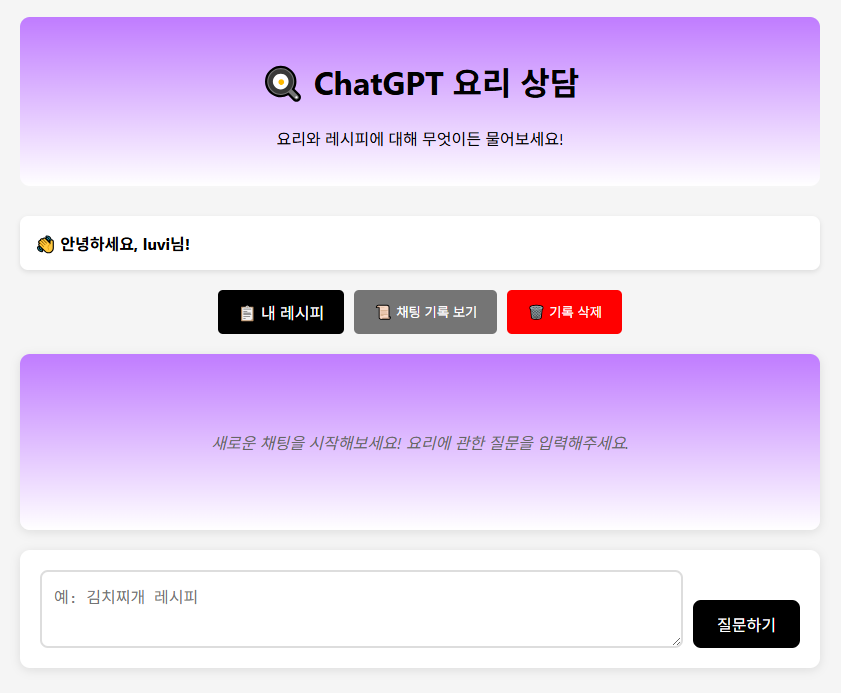 🍳 ChatGPT 요리 상담
요리와 레시피에 대해 무엇이든 물어보세요!
👋 안녕하세요, luvi님!
📋 내 레시피
📜 채팅 기록 보기
🗑️ 기록 삭제
새로운 채팅을 시작해보세요! 요리에 관한 질문을 입력해주세요.
예: 김치찌개 레시피
질문하기